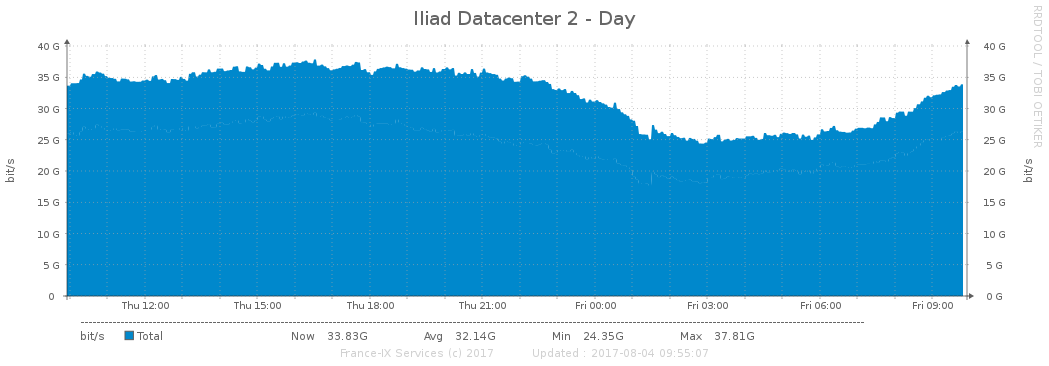 Iliad Datacenter 2 - Day
RRDTOOL / TOBI OETIKER
40 G 40 G
35 G 35 G
30 G 30 G
25 G 25 G
20 G 20 G
15 G 15 G
10 G 10 G
5 G 5 G
0 0 G
bit/s
bit/s
Thu 12:00 Thu 15:00 Thu 18:00 Thu 21:00 Fri 00:00 Fri 03:00 Fri 06:00 Fri 09:00
bit/s Total Now 33.83G Avg 32.14G Min 24.35G Max 37.81G
France-IX Services (c) 2017 Updated : 2017-08-04 09:55:07